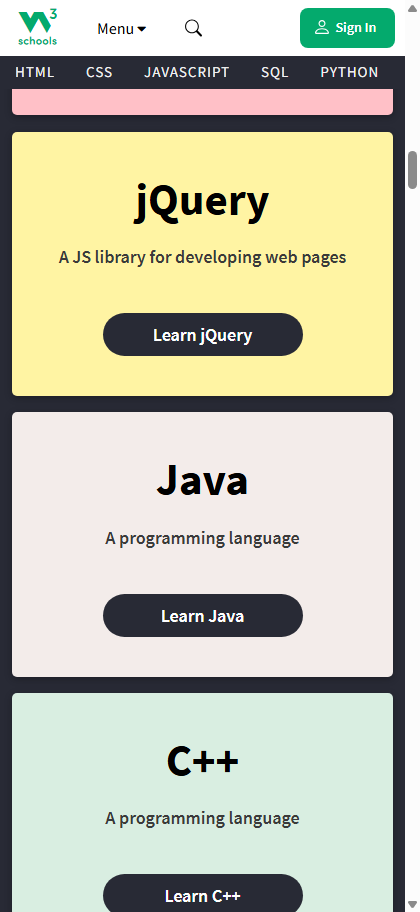 3
schools
Menu
Sign In
HTML CSS JAVASCRIPT SQL PYTHON
jQuery
A JS library for developing web pages
Learn jQuery
Java
A programming language
Learn Java
C++
A programming language
Learn C++